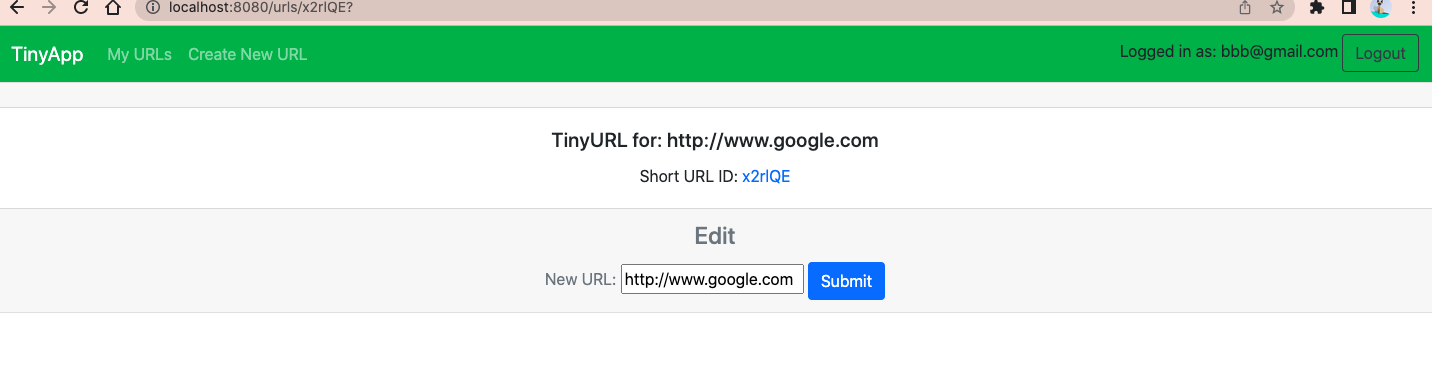 localhost:8080/urls/x2rlQE?
TinyApp My URLs Create New URL Logged in as: bbb@gmail.com Logout
TinyURL for: http://www.google.com
Short URL ID: x2rlQE
Edit
New URL: http://www.google.com Submit